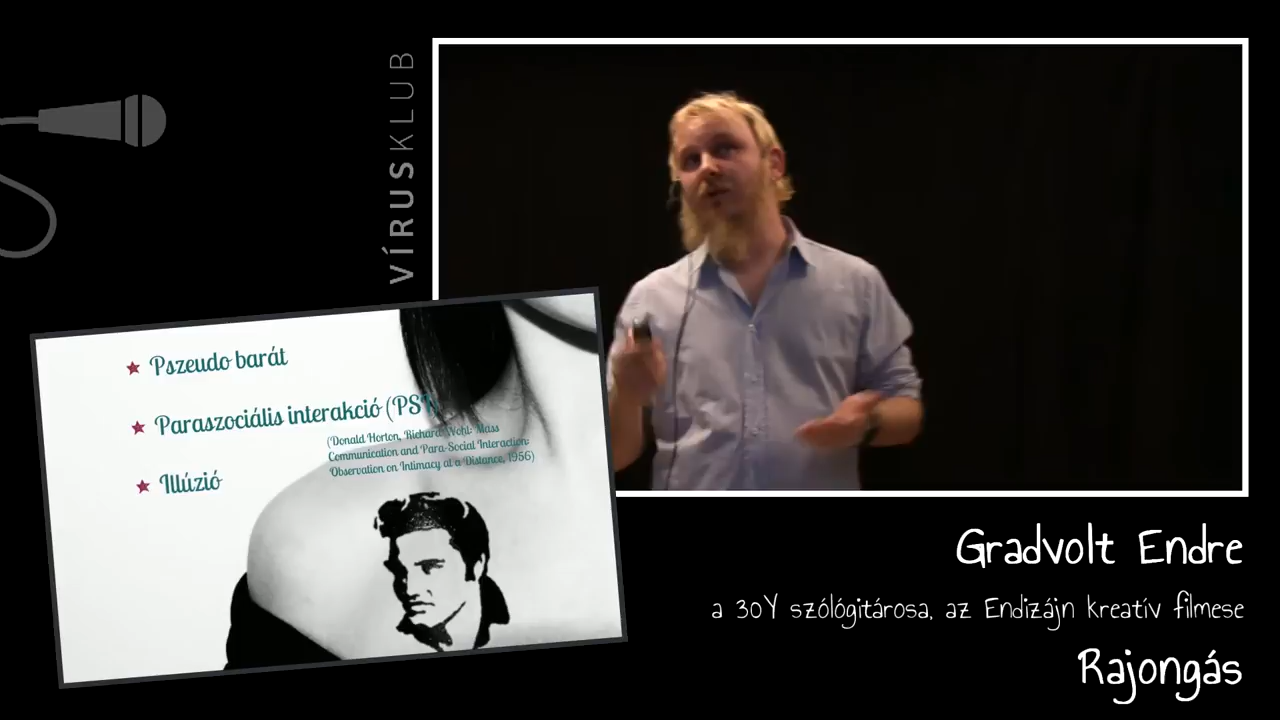 VÍRUSKLUB
Pszeudo barát
Paraszociális interakció (PSI)
(Donald Horton, Richard Wohl: Mass
Communication and Para-Social Interaction:
Observation on Intimacy at a Distance, 1956)
Illúzió
Gradvolt Endre
a 30Y szólógitárosa, az Endizájn kreatív filmese
Rajongás